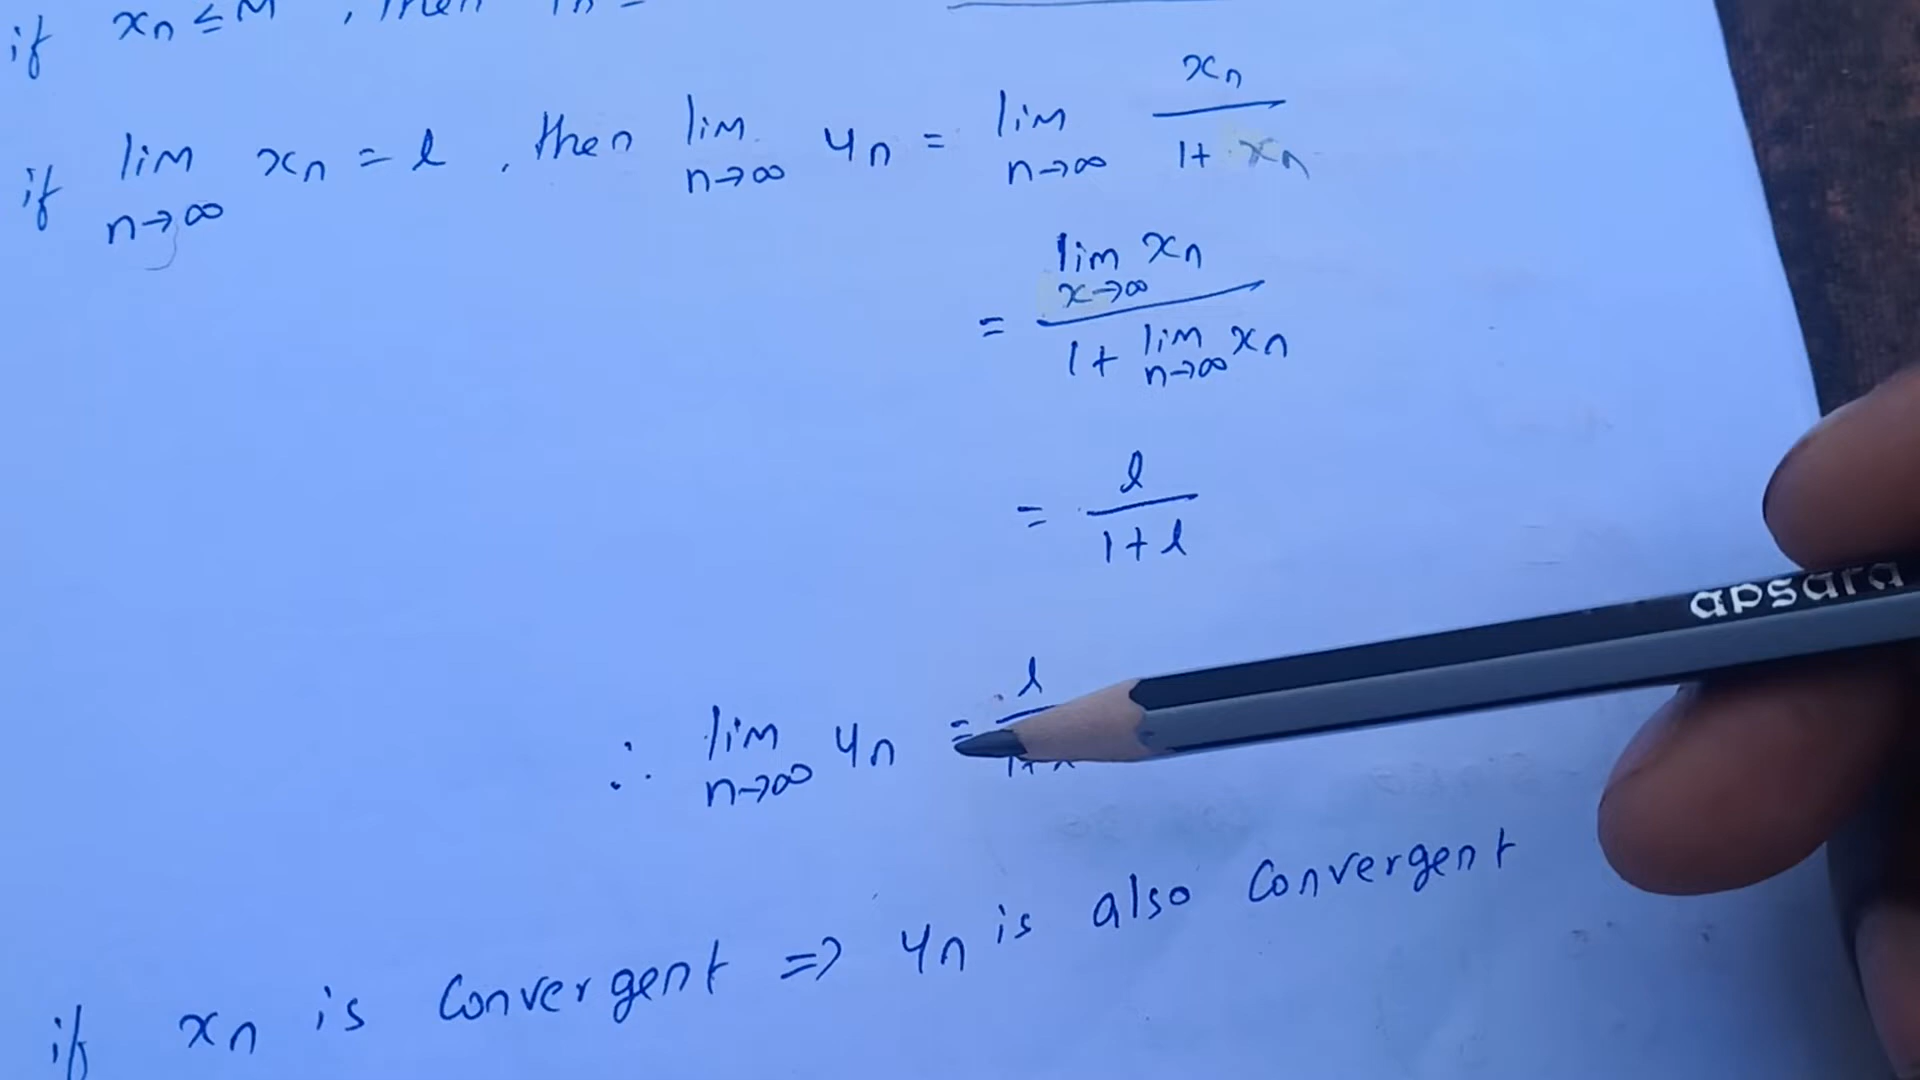 if xₙ ≤ M, then
if lim n→∞ xₙ = l, then lim n→∞ yₙ = lim n→∞ xₙ / 1+ xₙ
= lim x→∞ xₙ / 1+ lim n→∞ xₙ
= l / 1+l
apsara
∴ lim n→∞ yₙ = l
if xₙ is Convergent ⇒ yₙ is also Convergent